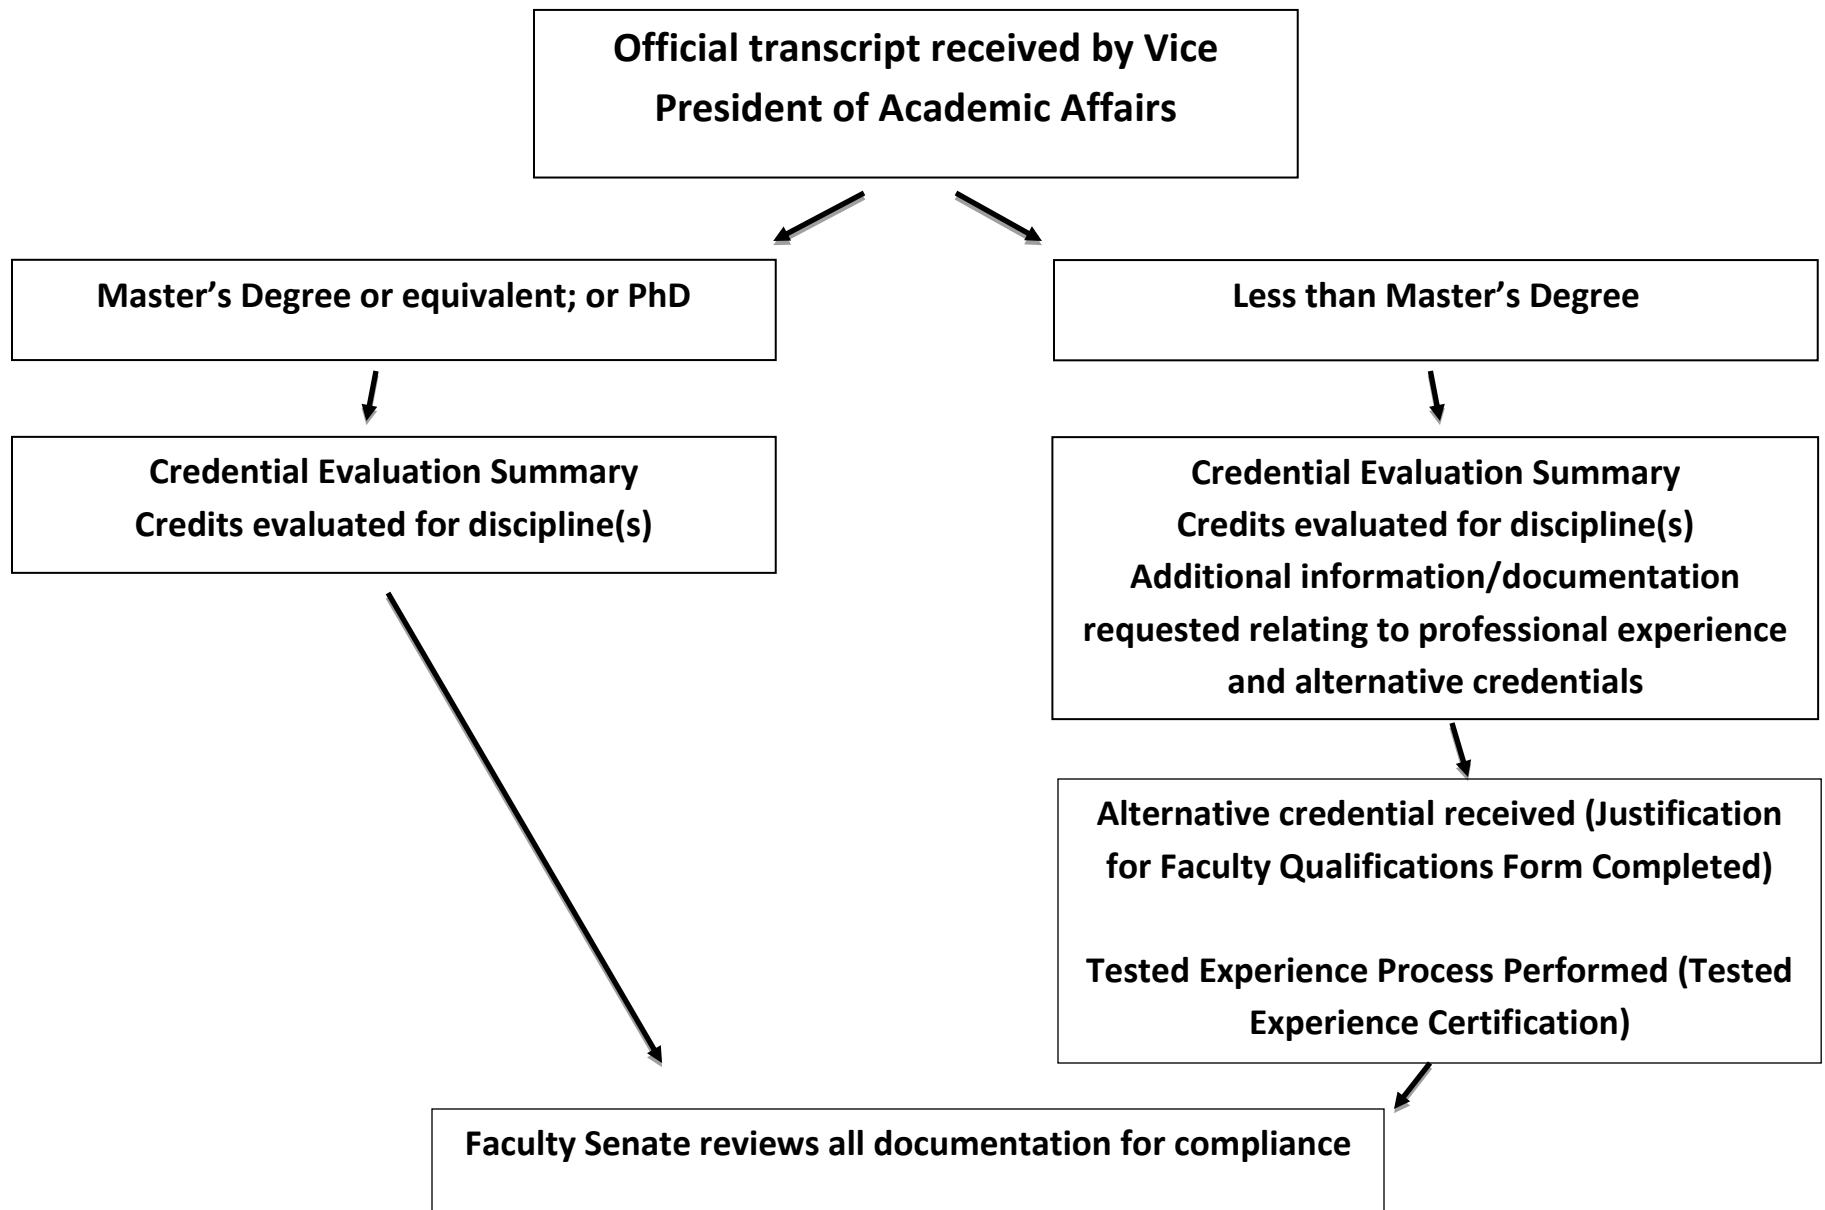 Official transcript received by Vice
President of Academic Affairs
Master’s Degree or equivalent; or PhD
Less than Master’s Degree
Credential Evaluation Summary
Credits evaluated for discipline(s)
Credential Evaluation Summary
Credits evaluated for discipline(s)
Additional information/documentation
requested relating to professional experience
and alternative credentials
Alternative credential received (Justification
for Faculty Qualifications Form Completed)
Tested Experience Process Performed (Tested
Experience Certification)
Faculty Senate reviews all documentation for compliance